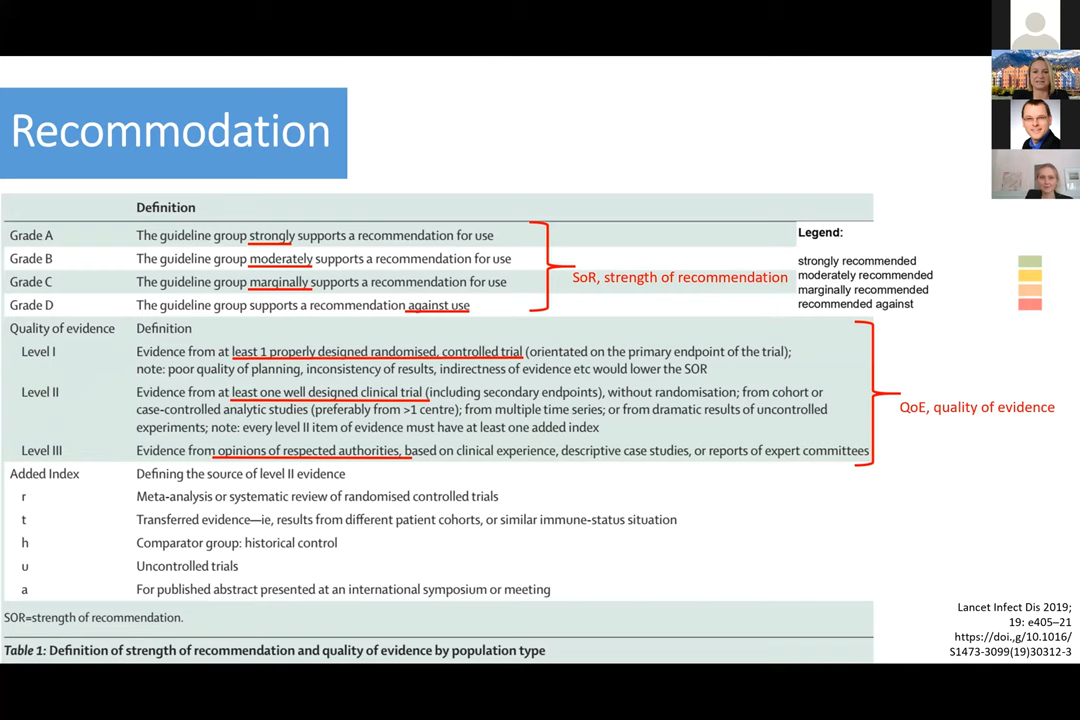 Recommodation
Definition
Grade A The guideline group strongly supports a recommendation for use
Grade B The guideline group moderately supports a recommendation for use
Grade C The guideline group marginally supports a recommendation for use
Grade D The guideline group supports a recommendation against use
SoR, strength of recommendation
Legend:
strongly recommended
moderately recommended
marginally recommended
recommended against
Quality of evidence Definition
Level I Evidence from at least 1 properly designed randomised, controlled trial (orientated on the primary endpoint of the trial);
note: poor quality of planning, inconsistency of results, indirectness of evidence etc would lower the SOR
Level II Evidence from at least one well designed clinical trial (including secondary endpoints), without randomisation; from cohort or
case-controlled analytic studies (preferably from >1 centre); from multiple time series; or from dramatic results of uncontrolled
experiments; note: every level II item of evidence must have at least one added index
Level III Evidence from opinions of respected authorities, based on clinical experience, descriptive case studies, or reports of expert committees
QoE, quality of evidence
Added Index Defining the source of level II evidence
r Meta-analysis or systematic review of randomised controlled trials
t Transferred evidence—ie, results from different patient cohorts, or similar immune-status situation
h Comparator group: historical control
u Uncontrolled trials
a For published abstract presented at an international symposium or meeting
SOR=strength of recommendation.
Table 1: Definition of strength of recommendation and quality of evidence by population type
Lancet Infect Dis 2019;
19: e405–21
https://doi.,g/10.1016/
S1473-3099(19)30312-3